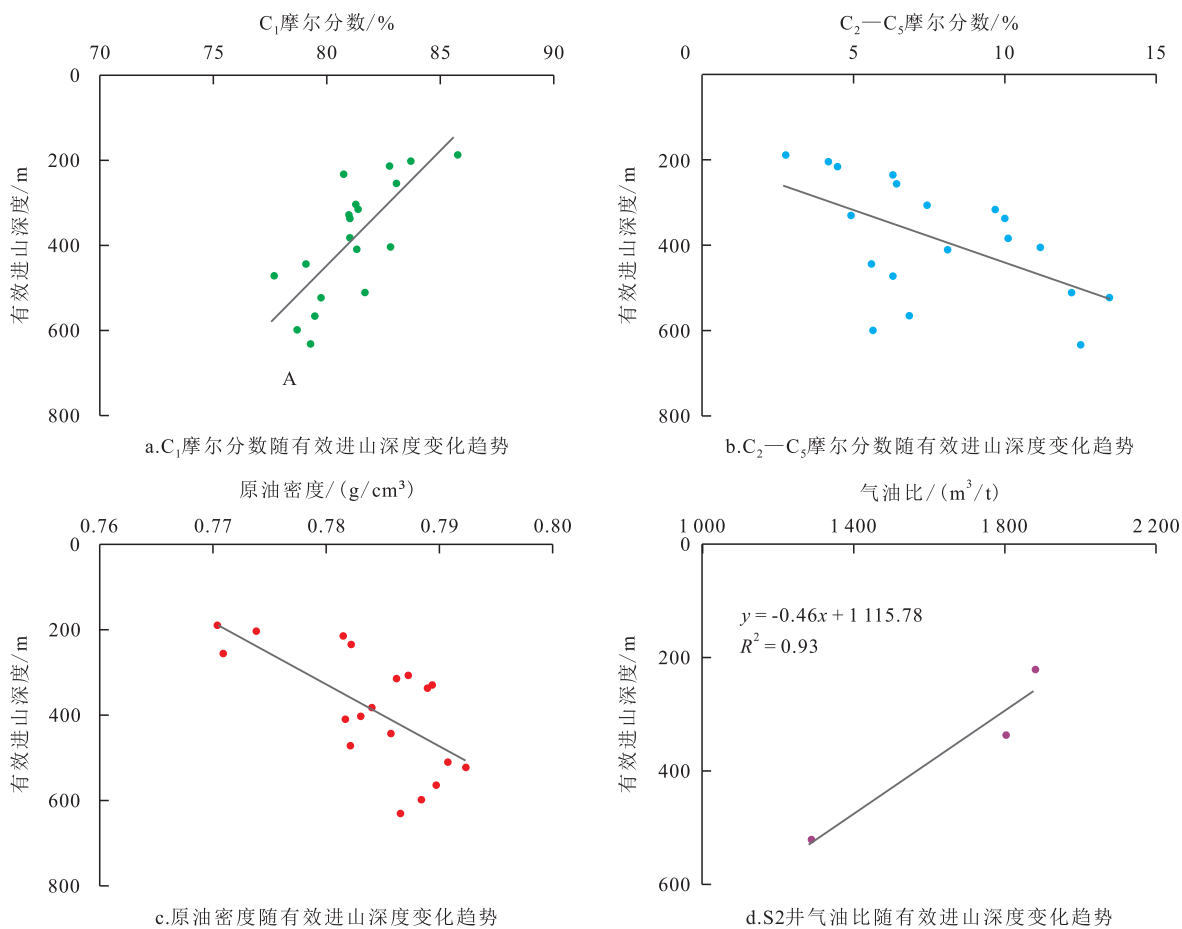 C₁摩尔分数/%
70 75 80 85 90
0
200
400
600
800
有效进山深度/m
A
a.C₁摩尔分数随有效进山深度变化趋势
C₂—C₅摩尔分数/%
0 5 10 15
200
400
600
800
有效进山深度/m
b.C₂—C₅摩尔分数随有效进山深度变化趋势
原油密度/(g/cm³)
0.76 0.77 0.78 0.79 0.80
0
200
400
600
800
有效进山深度/m
c.原油密度随有效进山深度变化趋势
气油比/(m³/t)
1 000 1 400 1 800 2 200
0
200
400
600
有效进山深度/m
y = -0.46x + 1 115.78
R² = 0.93
d.S2井气油比随有效进山深度变化趋势